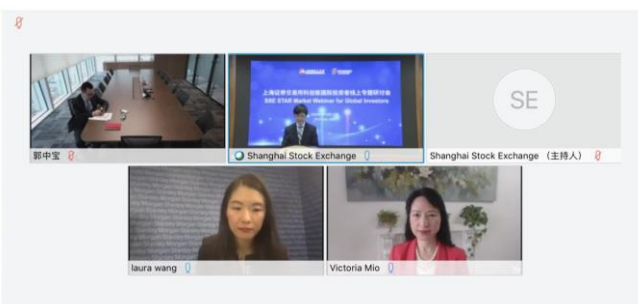 上海证券交易所科创板国际投资者线上专题研讨会
SSE STAR Market Webinar for Global Investors
SE
郭中宝
Shanghai Stock Exchange
Shanghai Stock Exchange （主持人）
laura wang
Victoria Mio